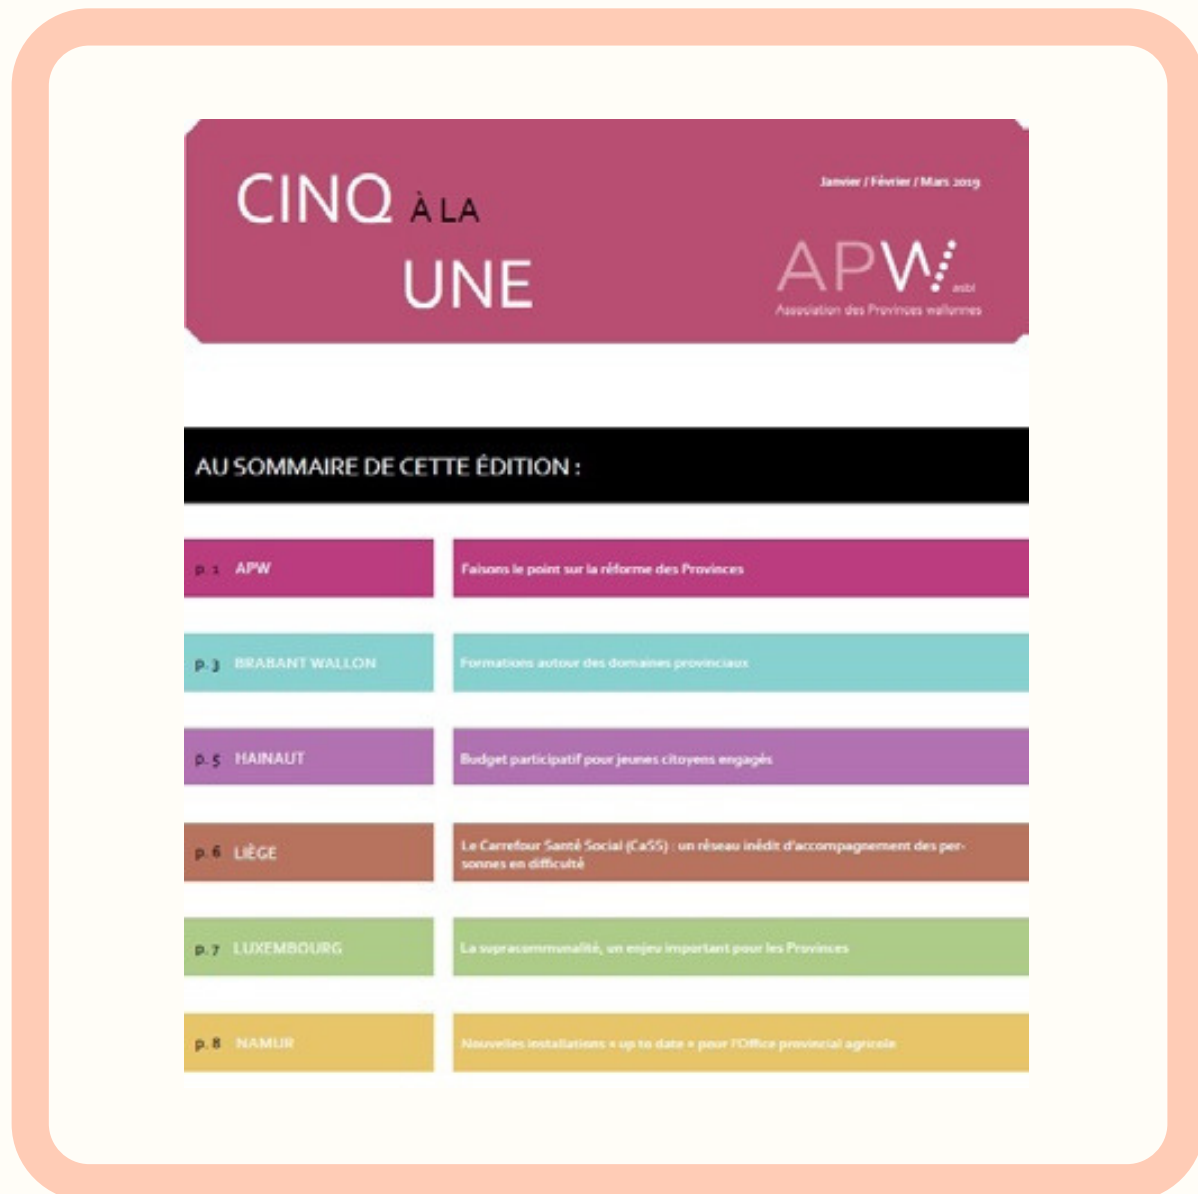 CINQ À LA
UNE
Janvier / Février / Mars 2019
APW asbl
Association des Provinces wallonnes
AU SOMMAIRE DE CETTE ÉDITION :
p. 1 APW
Faisons le point sur la réforme des Provinces
p. 3 BRABANT WALLON
Formations autour des domaines provinciaux
p. 5 HAINAUT
Budget participatif pour jeunes citoyens engagés
p. 6 LIÈGE
Le Carrefour Santé Social (CaSS) : un réseau inédit d'accompagnement des per-
sonnes en difficulté
p. 7 LUXEMBOURG
La supracommunalité, un enjeu important pour les Provinces
p. 8 NAMUR
Nouvelles installations « up to date » pour l'Office provincial agricole